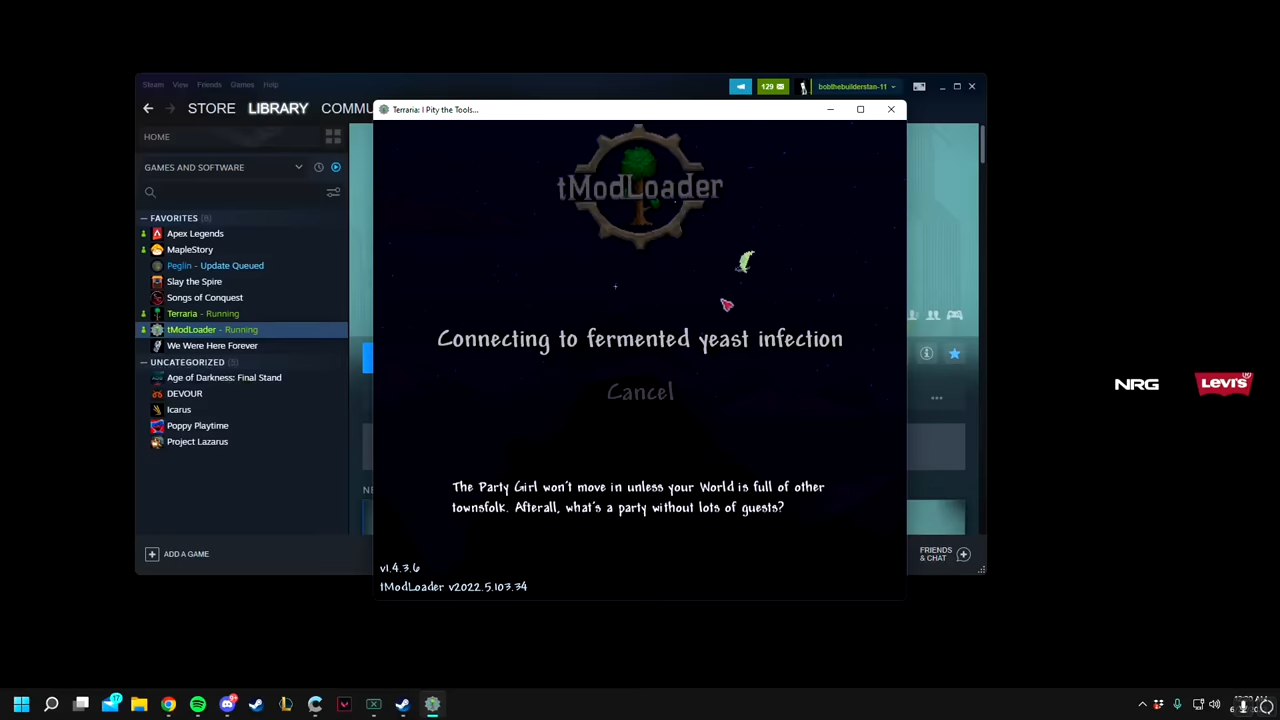 Steam View Friends Games Help
129
bobthebuilderstan-11
STORE LIBRARY COMMU
Terraria: I Pity the Tools...
HOME
GAMES AND SOFTWARE
FAVORITES (8)
Apex Legends
MapleStory
Peglin - Update Queued
Slay the Spire
Songs of Conquest
Terraria - Running
tModLoader - Running
We Were Here Forever
UNCATEGORIZED
Age of Darkness: Final Stand
DEVOUR
Icarus
Poppy Playtime
Project Lazarus
ADD A GAME
tModLoader
Connecting to fermented yeast infection
Cancel
The Party Girl won't move in unless your World is full of other
townsfolk. Afterall, what's a party without lots of guests?
v1.4.3.6
tModLoader v2022.5.103.34
NE
FRIENDS
& CHAT
NRG
LEVI'S
17
9+